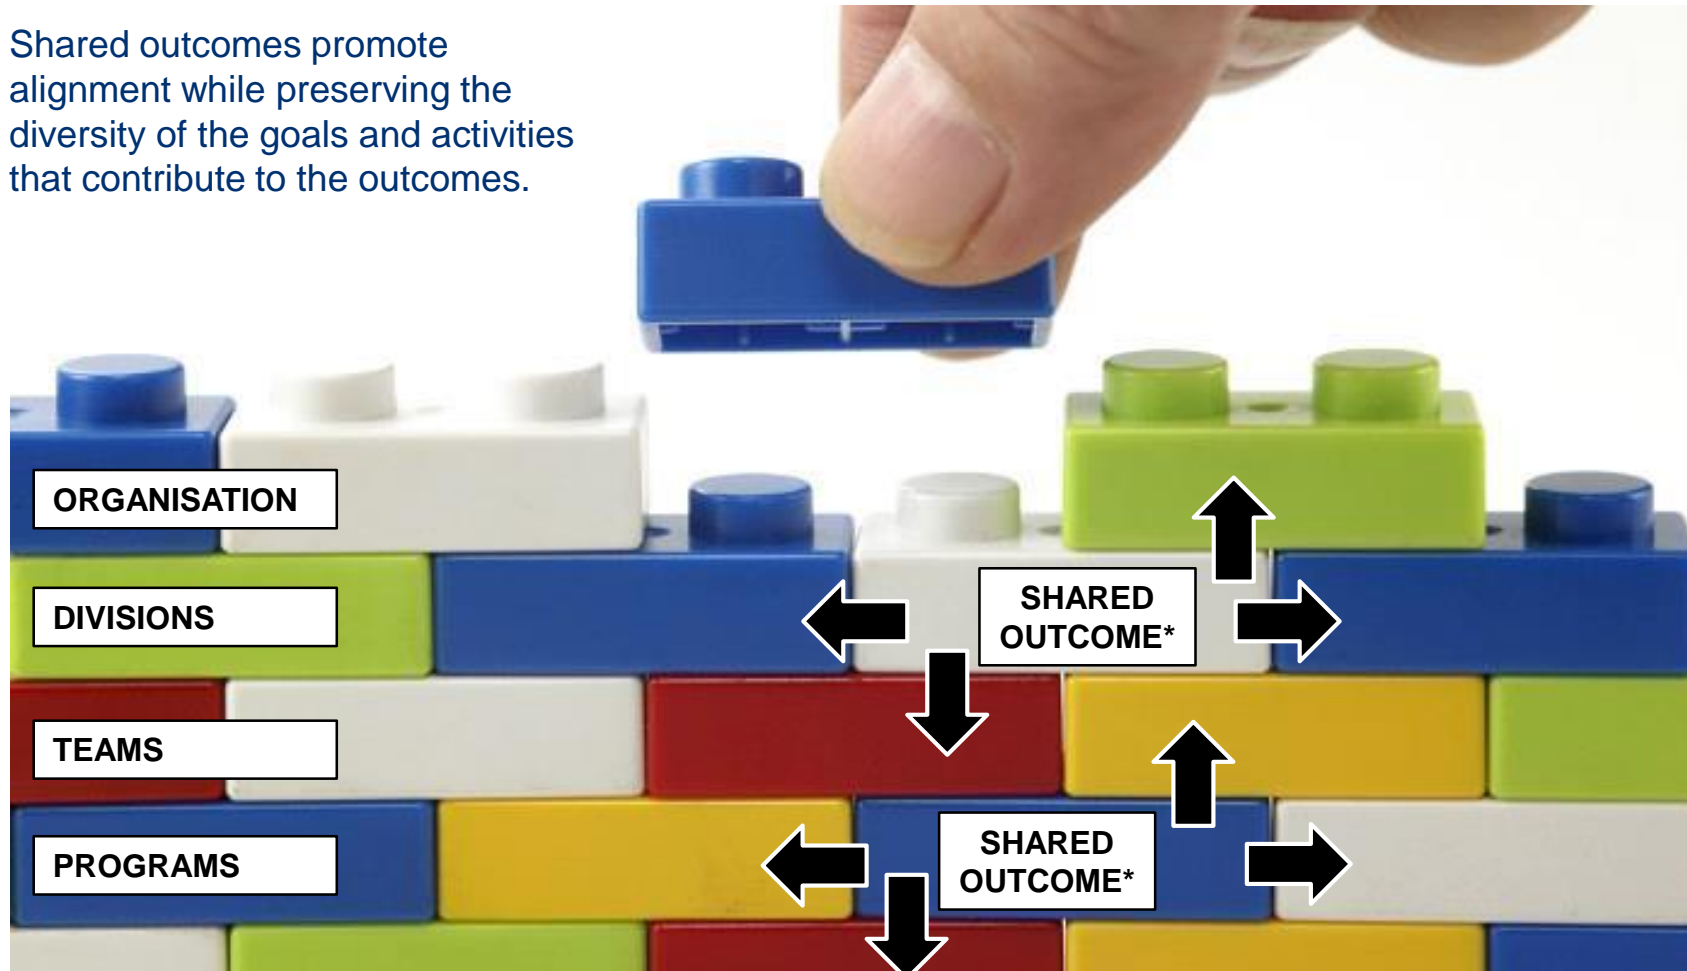 Shared outcomes promote
alignment while preserving the
diversity of the goals and activities
that contribute to the outcomes.
ORGANISATION
DIVISIONS
SHARED
OUTCOME*
TEAMS
PROGRAMS
SHARED
OUTCOME*